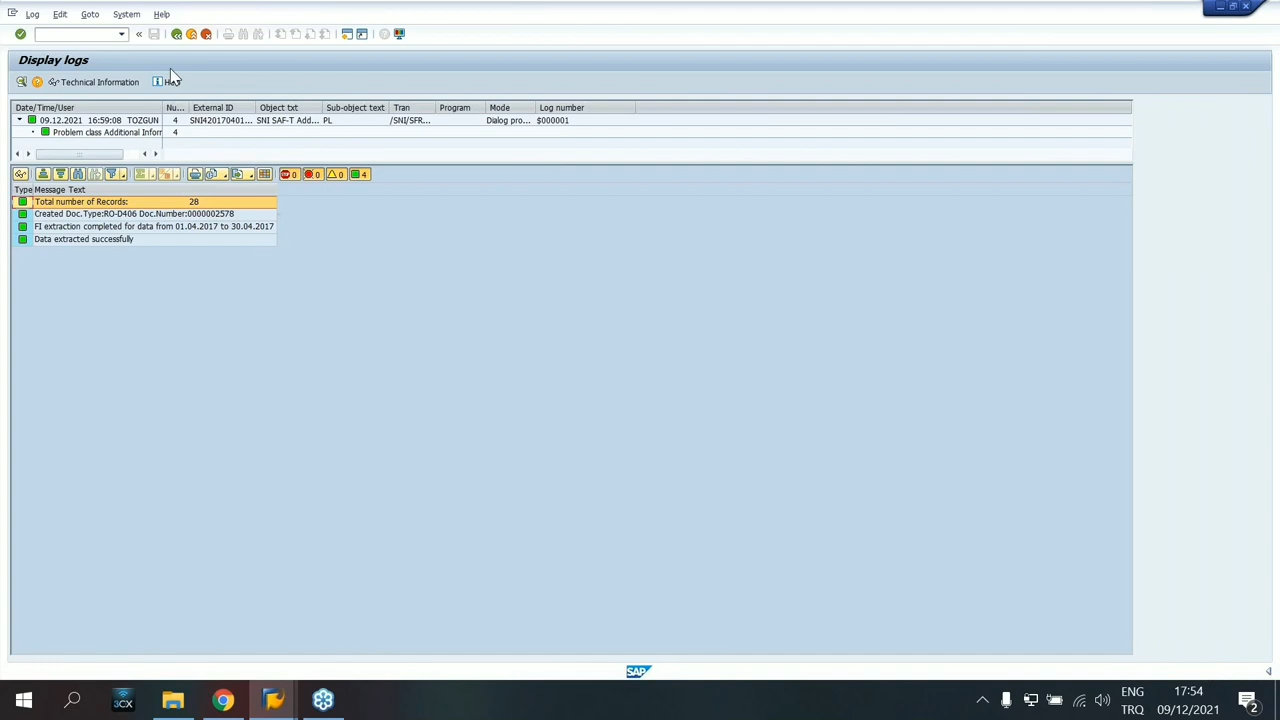 Log Edit Goto System Help
Display logs
Technical Information
Date/Time/User Nu... External ID Object txt Sub-object text Tran Program Mode Log number
09.12.2021 16:59:08 TOZGUN 4 SNI420170401... SNI SAF-T Add... PL /SNI/SFR... Dialog pro... $000001
Problem class Additional Inforr 4
0 0 0 4
Type Message Text
Total number of Records: 28
Created Doc.Type:RO-D406 Doc.Number:0000002578
FI extraction completed for data from 01.04.2017 to 30.04.2017
Data extracted successfully
SAP
3CX
ENG 17:54
TRQ 09/12/2021
2